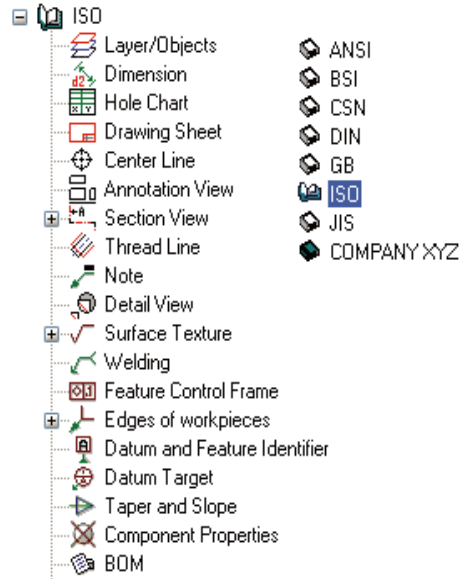 ISO
Layer/Objects
Dimension
Hole Chart
Drawing Sheet
Center Line
Annotation View
Section View
Thread Line
Note
Detail View
Surface Texture
Welding
Feature Control Frame
Edges of workpieces
Datum and Feature Identifier
Datum Target
Taper and Slope
Component Properties
BOM
ANSI
BSI
CSN
DIN
GB
ISO
JIS
COMPANY XYZ